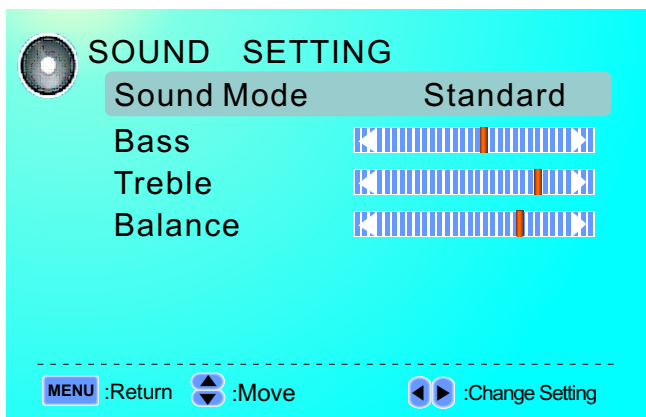 SOUND SETTING
Sound Mode Standard
Bass
Treble
Balance
MENU :Return :Move :Change Setting